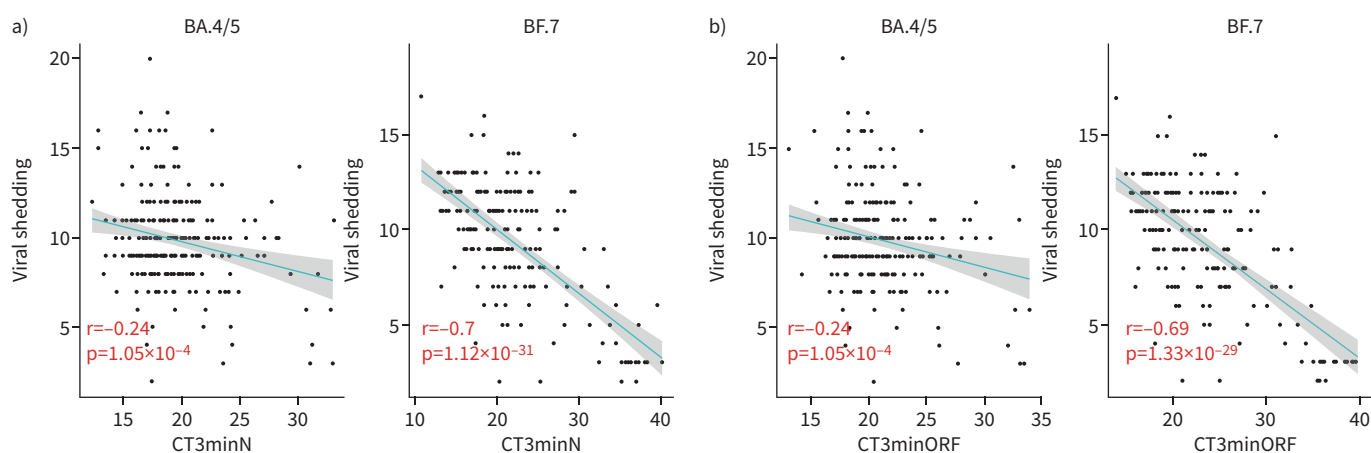 a)
BA.4/5
Viral shedding
20
15
10
5
r=–0.24
p=1.05×10⁻⁴
15 20 25 30
CT3minN
BF.7
Viral shedding
15
10
5
r=–0.7
p=1.12×10⁻³¹
10 20 30 40
CT3minN
b)
BA.4/5
Viral shedding
20
15
10
5
r=–0.24
p=1.05×10⁻⁴
15 20 25 30 35
CT3minORF
BF.7
Viral shedding
15
10
5
r=–0.69
p=1.33×10⁻²⁹
20 30 40
CT3minORF